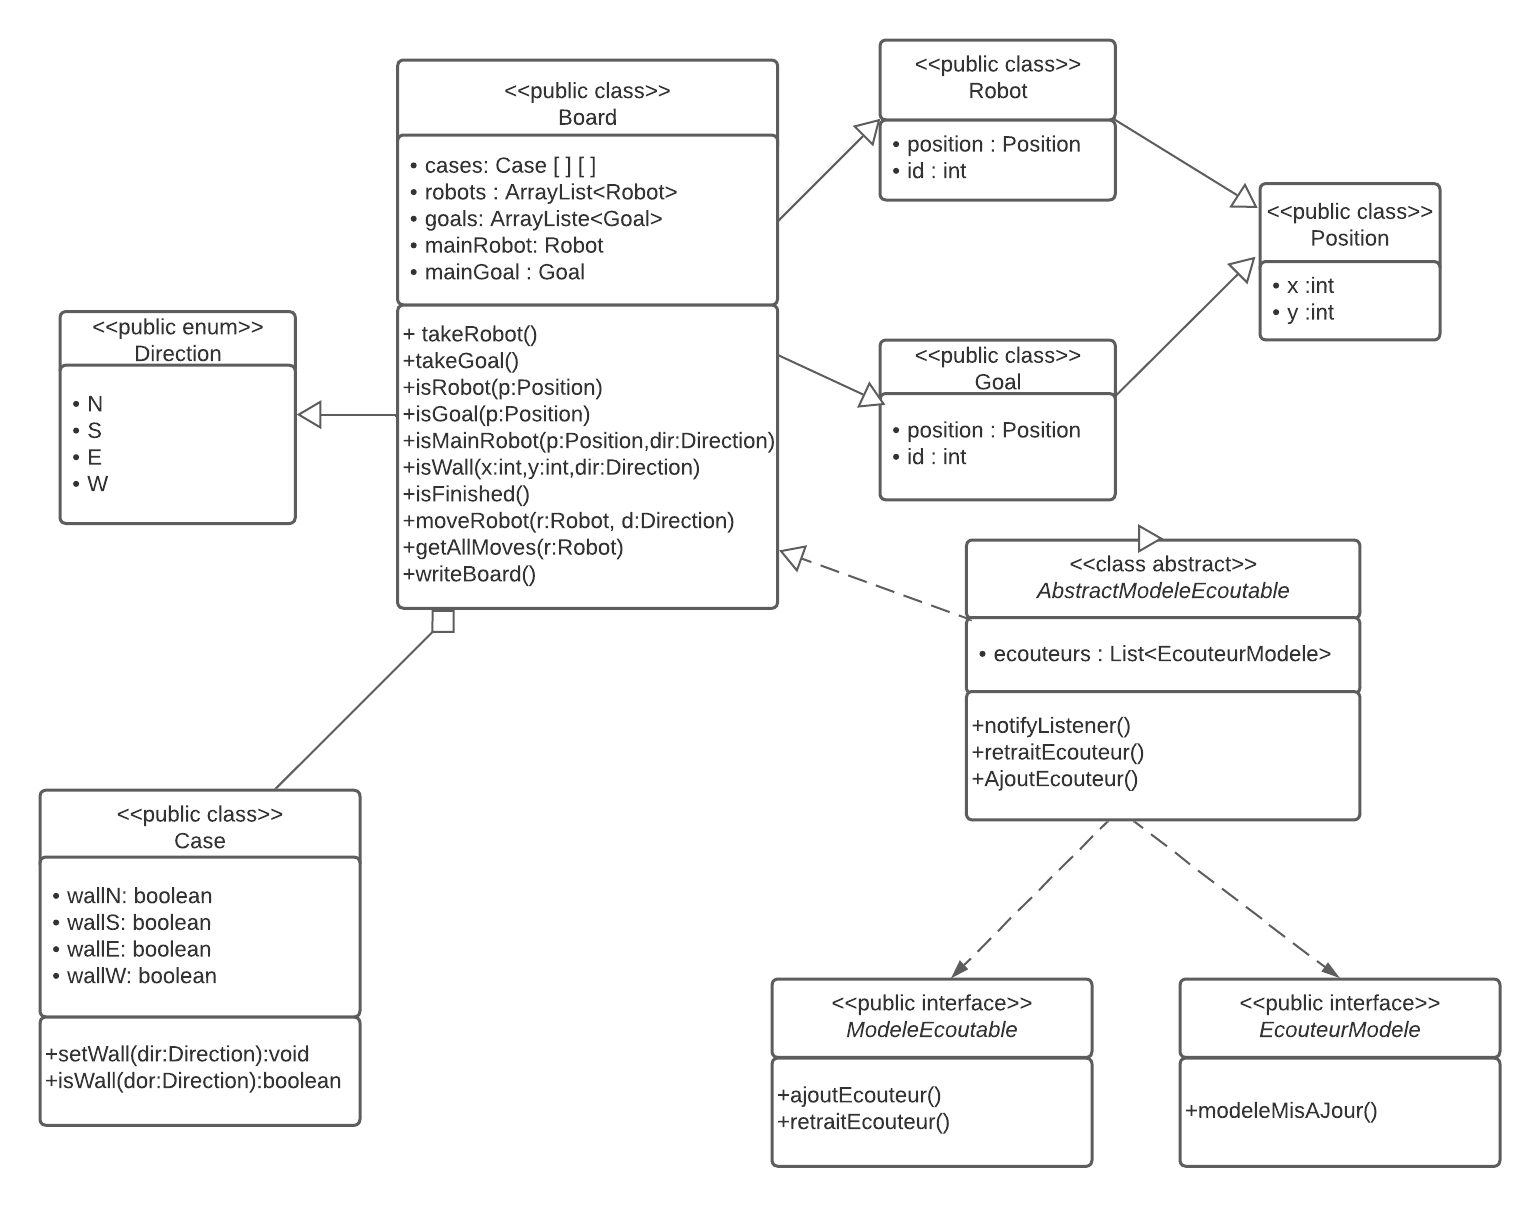 <<public class>>
Board
• cases: Case [ ] [ ]
• robots : ArrayList<Robot>
• goals: ArrayListe<Goal>
• mainRobot: Robot
• mainGoal : Goal
+ takeRobot()
+takeGoal()
+isRobot(p:Position)
+isGoal(p:Position)
+isMainRobot(p:Position,dir:Direction)
+isWall(x:int,y:int,dir:Direction)
+isFinished()
+moveRobot(r:Robot, d:Direction)
+getAllMoves(r:Robot)
+writeBoard()
<<public class>>
Robot
• position : Position
• id : int
<<public class>>
Position
• x :int
• y :int
<<public enum>>
Direction
• N
• S
• E
• W
<<public class>>
Goal
• position : Position
• id : int
<<class abstract>>
AbstractModeleEcoutable
• ecouteurs : List<EcouteurModele>
+notifyListener()
+retraitEcouteur()
+AjoutEcouteur()
<<public class>>
Case
• wallN: boolean
• wallS: boolean
• wallE: boolean
• wallW: boolean
+setWall(dir:Direction):void
+isWall(dor:Direction):boolean
<<public interface>>
ModeleEcoutable
+ajoutEcouteur()
+retraitEcouteur()
<<public interface>>
EcouteurModele
+modeleMisAJour()